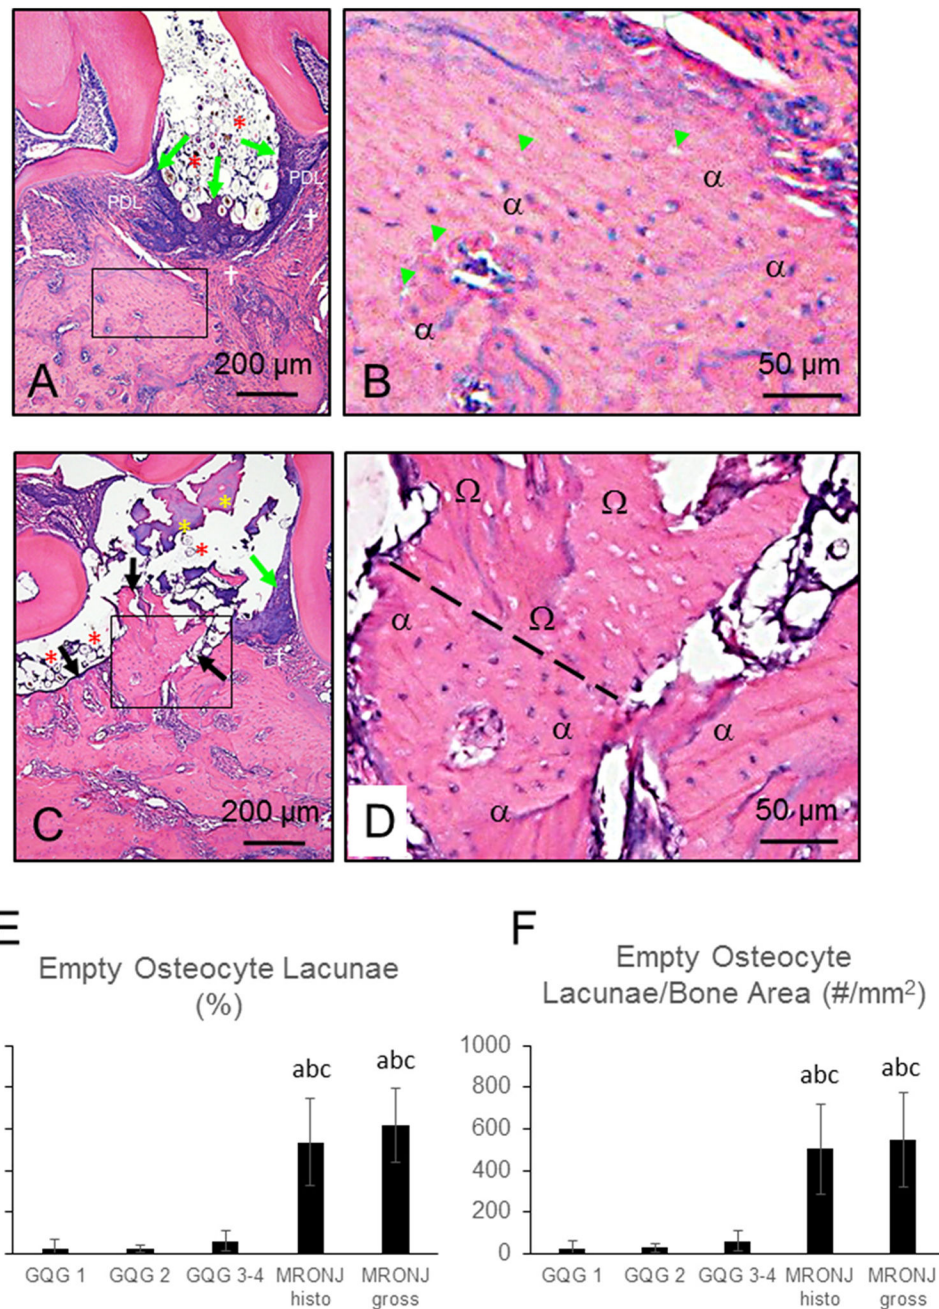 PDL
PDL
†
†
A
200 µm
α
α
α
α
B
50 µm
†
C
200 µm
Ω
Ω
Ω
α
α
α
α
D
50 µm
E
Empty Osteocyte Lacunae
(%)
abc
abc
GQG 1
GQG 2
GQG 3-4
MRONJ
histo
MRONJ
gross
F
Empty Osteocyte
Lacunae/Bone Area (#/mm²)
1000
800
600
400
200
0
abc
abc
GQG 1
GQG 2
GQG 3-4
MRONJ
histo
MRONJ
gross